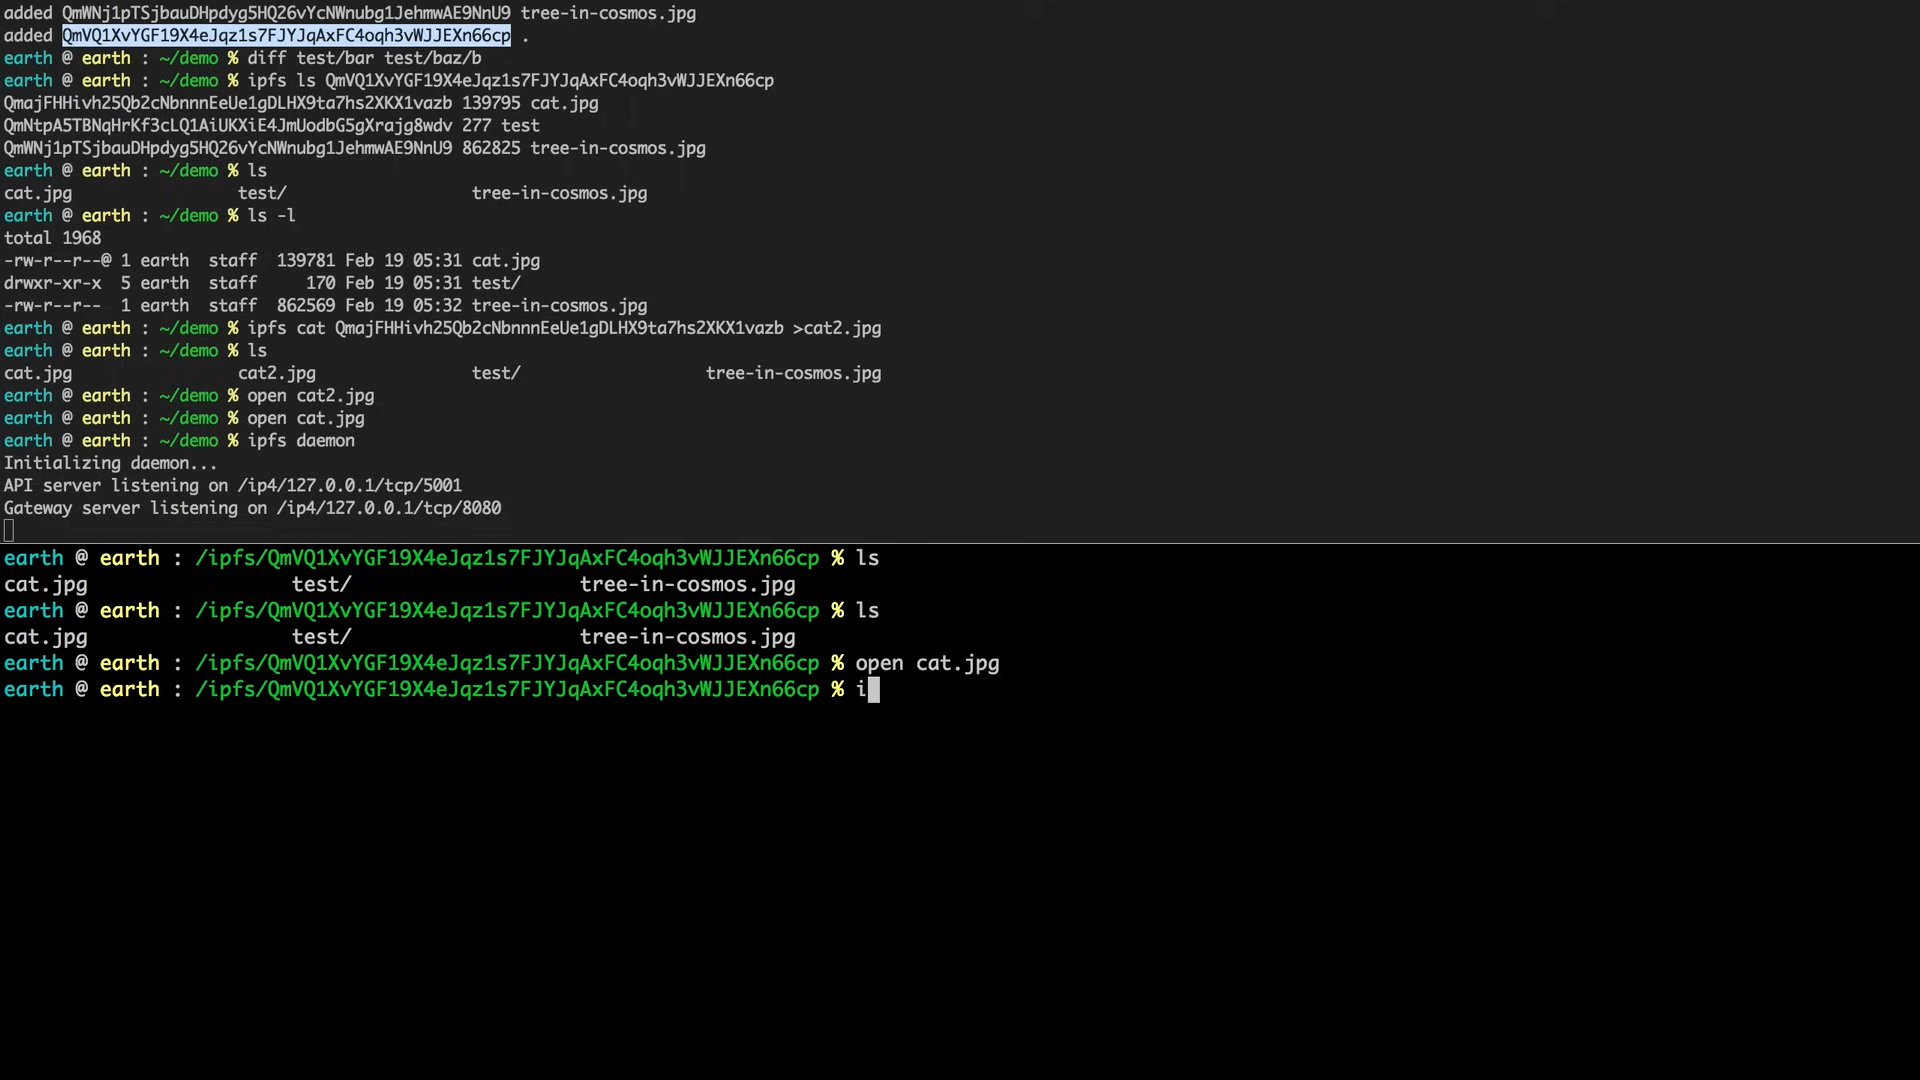 added QmWNj1pTSjbauDHpdyg5HQ26vYcNWnubg1JehmwAE9NnU9 tree-in-cosmos.jpg
added QmVQ1XvYGF19X4eJqz1s7FJYJqAxFC4oqh3vWJJEXn66cp .
earth @ earth : ~/demo % diff test/bar test/baz/b
earth @ earth : ~/demo % ipfs ls QmVQ1XvYGF19X4eJqz1s7FJYJqAxFC4oqh3vWJJEXn66cp
QmajFHHivh25Qb2cNbnnnEeUe1gDLHX9ta7hs2XKX1vazb 139795 cat.jpg
QmNtpA5TBNqHrKf3cLQ1AiUKXiE4JmUodbG5gXrajg8wdv 277 test
QmWNj1pTSjbauDHpdyg5HQ26vYcNWnubg1JehmwAE9NnU9 862825 tree-in-cosmos.jpg
earth @ earth : ~/demo % ls
cat.jpg test/ tree-in-cosmos.jpg
earth @ earth : ~/demo % ls -l
total 1968
-rw-r--r--@ 1 earth staff 139781 Feb 19 05:31 cat.jpg
drwxr-xr-x 5 earth staff 170 Feb 19 05:31 test/
-rw-r--r-- 1 earth staff 862569 Feb 19 05:32 tree-in-cosmos.jpg
earth @ earth : ~/demo % ipfs cat QmajFHHivh25Qb2cNbnnnEeUe1gDLHX9ta7hs2XKX1vazb >cat2.jpg
earth @ earth : ~/demo % ls
cat.jpg cat2.jpg test/ tree-in-cosmos.jpg
earth @ earth : ~/demo % open cat2.jpg
earth @ earth : ~/demo % open cat.jpg
earth @ earth : ~/demo % ipfs daemon
Initializing daemon...
API server listening on /ip4/127.0.0.1/tcp/5001
Gateway server listening on /ip4/127.0.0.1/tcp/8080
earth @ earth : /ipfs/QmVQ1XvYGF19X4eJqz1s7FJYJqAxFC4oqh3vWJJEXn66cp % ls
cat.jpg test/ tree-in-cosmos.jpg
earth @ earth : /ipfs/QmVQ1XvYGF19X4eJqz1s7FJYJqAxFC4oqh3vWJJEXn66cp % ls
cat.jpg test/ tree-in-cosmos.jpg
earth @ earth : /ipfs/QmVQ1XvYGF19X4eJqz1s7FJYJqAxFC4oqh3vWJJEXn66cp % open cat.jpg
earth @ earth : /ipfs/QmVQ1XvYGF19X4eJqz1s7FJYJqAxFC4oqh3vWJJEXn66cp % i